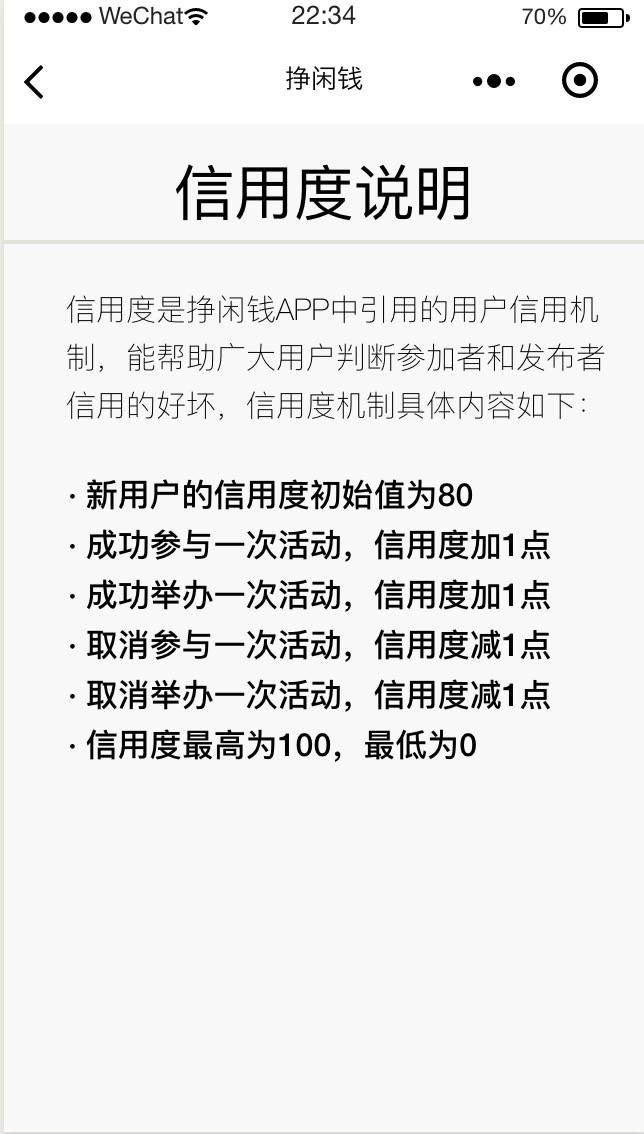 ●●●●● WeChat 22:34 70%
挣闲钱
信用度说明
信用度是挣闲钱APP中引用的用户信用机
制，能帮助广大用户判断参加者和发布者
信用的好坏，信用度机制具体内容如下：
· 新用户的信用度初始值为80
· 成功参与一次活动，信用度加1点
· 成功举办一次活动，信用度加1点
· 取消参与一次活动，信用度减1点
· 取消举办一次活动，信用度减1点
· 信用度最高为100，最低为0